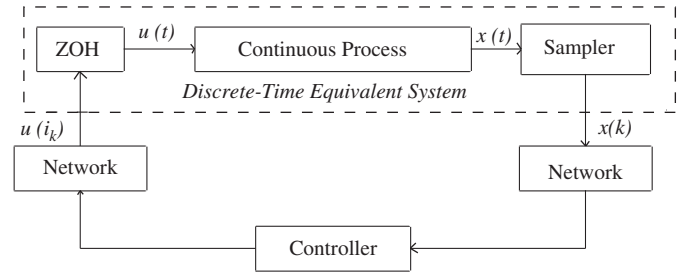 u (t)
x (t)
ZOH
Continuous Process
Sampler
Discrete-Time Equivalent System
u (i_k)
x(k)
Network
Network
Controller